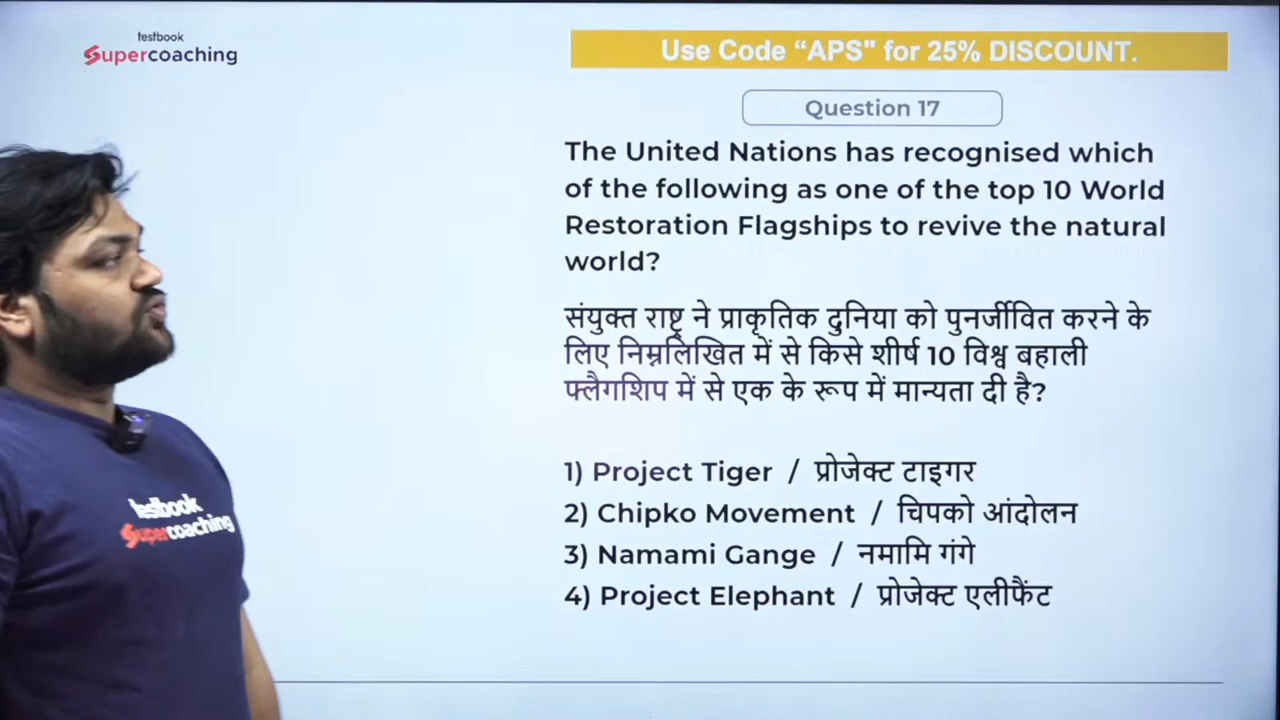 testbook
Supercoaching
Use Code “APS" for 25% DISCOUNT.
Question 17
The United Nations has recognised which
of the following as one of the top 10 World
Restoration Flagships to revive the natural
world?
संयुक्त राष्ट्र ने प्राकृतिक दुनिया को पुनर्जीवित करने के
लिए निम्नलिखित में से किसे शीर्ष 10 विश्व बहाली
फ्लैगशिप में से एक के रूप में मान्यता दी है?
1) Project Tiger / प्रोजेक्ट टाइगर
2) Chipko Movement / चिपको आंदोलन
3) Namami Gange / नमामि गंगे
4) Project Elephant / प्रोजेक्ट एलीफैंट
testbook
Supercoaching